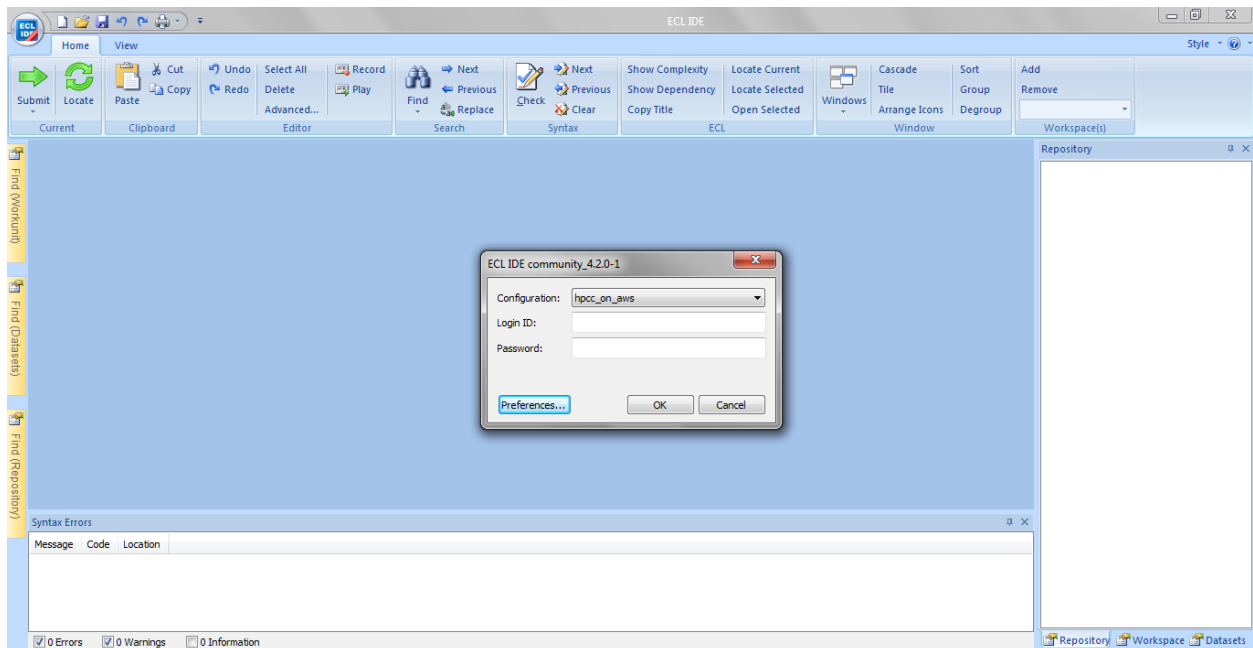 ECL IDE
ECL IDE
Home View Style
Submit Locate Paste Cut Copy Undo Redo Select All Delete Advanced... Record Play Find Next Previous Replace Check Next Previous Clear Show Complexity Show Dependency Copy Title Locate Current Locate Selected Open Selected Windows Cascade Tile Arrange Icons Sort Group Degroup Add Remove
Current Clipboard Editor Search Syntax ECL Window Workspace(s)
Repository
Find (Workunit)
Find (Datasets)
Find (Repository)
ECL IDE community_4.2.0-1
Configuration: hpcc_on_aws
Login ID:
Password:
Preferences... OK Cancel
Syntax Errors
Message Code Location
0 Errors 0 Warnings 0 Information
Repository Workspace Datasets